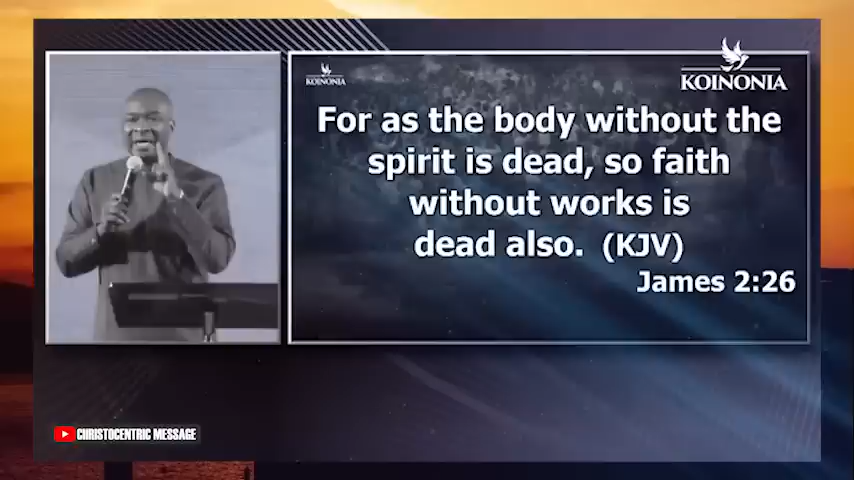 KOINONIA
KOINONIA
For as the body without the
spirit is dead, so faith
without works is
dead also. (KJV)
James 2:26
CHRISTOCENTRIC MESSAGE